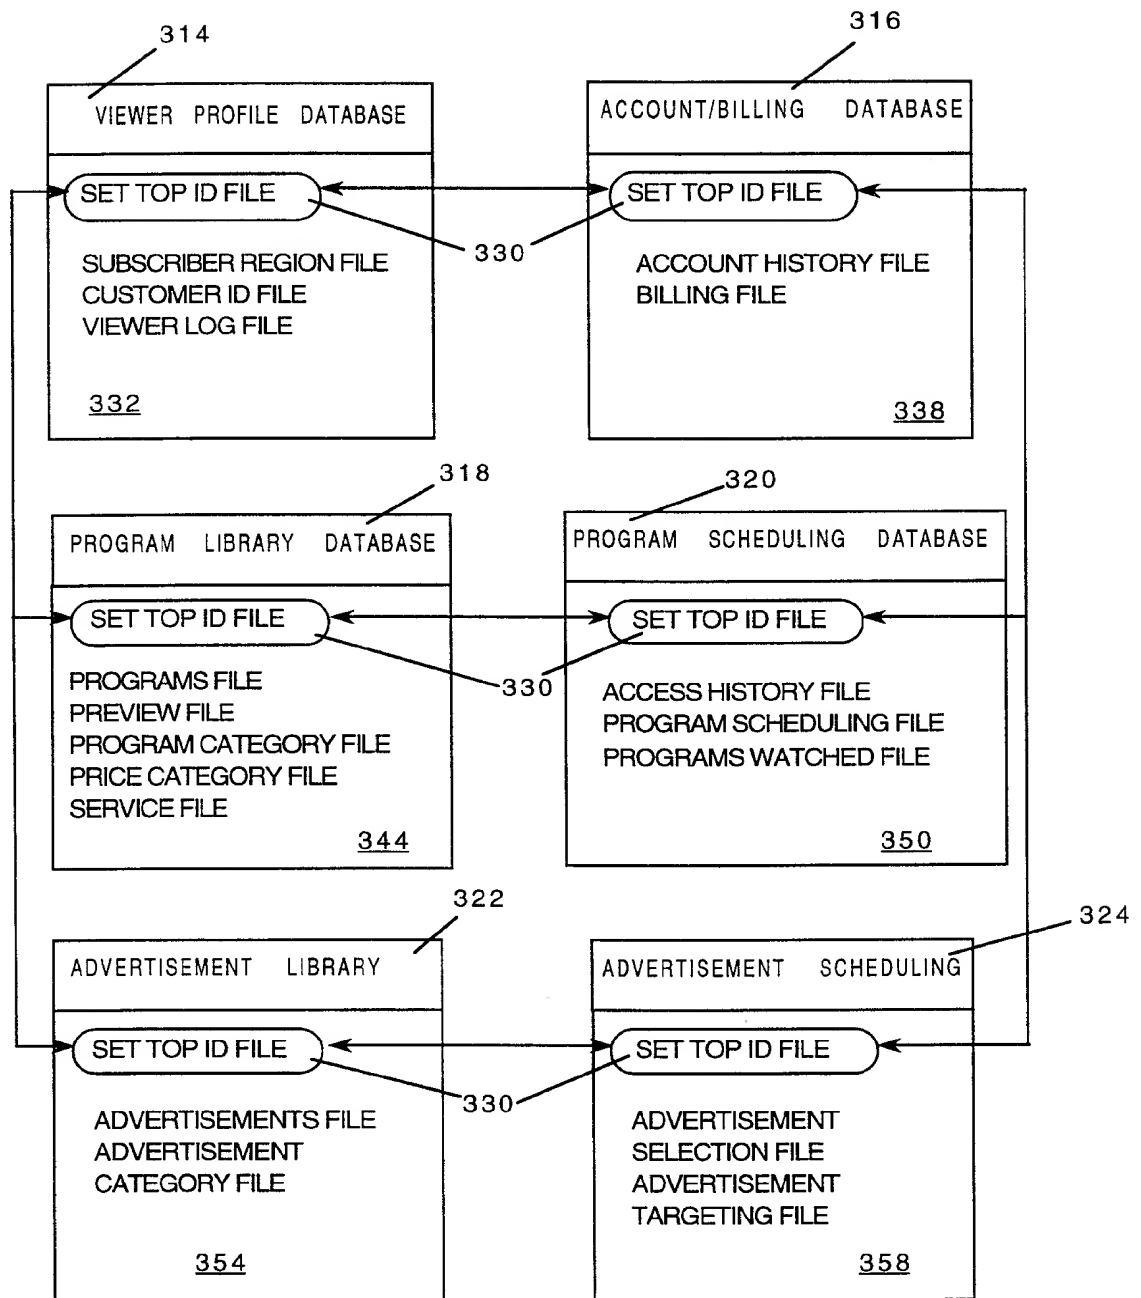 314
316
VIEWER PROFILE DATABASE
ACCOUNT/BILLING DATABASE
SET TOP ID FILE
SET TOP ID FILE
330
SUBSCRIBER REGION FILE
CUSTOMER ID FILE
VIEWER LOG FILE
ACCOUNT HISTORY FILE
BILLING FILE
332
338
318
320
PROGRAM LIBRARY DATABASE
PROGRAM SCHEDULING DATABASE
SET TOP ID FILE
SET TOP ID FILE
330
PROGRAMS FILE
PREVIEW FILE
PROGRAM CATEGORY FILE
PRICE CATEGORY FILE
SERVICE FILE
ACCESS HISTORY FILE
PROGRAM SCHEDULING FILE
PROGRAMS WATCHED FILE
344
350
322
324
ADVERTISEMENT LIBRARY
ADVERTISEMENT SCHEDULING
SET TOP ID FILE
SET TOP ID FILE
330
ADVERTISEMENTS FILE
ADVERTISEMENT
CATEGORY FILE
ADVERTISEMENT
SELECTION FILE
ADVERTISEMENT
TARGETING FILE
354
358